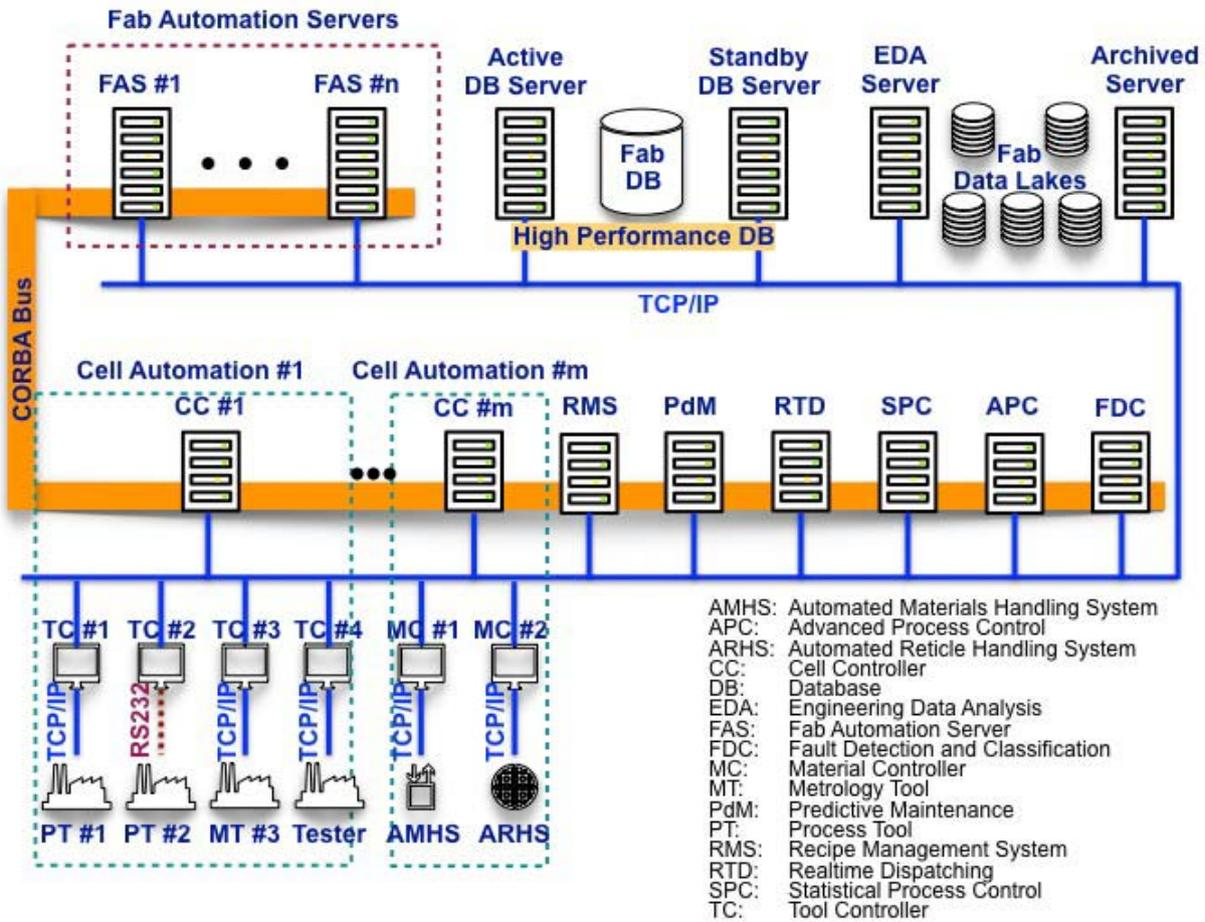 Fab Automation Servers
FAS #1
FAS #n
Active
DB Server
Standby
DB Server
EDA
Server
Archived
Server
Fab
DB
Fab
Data Lakes
High Performance DB
TCP/IP
CORBA Bus
Cell Automation #1
Cell Automation #m
CC #1
CC #m
RMS
PdM
RTD
SPC
APC
FDC
TC #1
TC #2
TC #3
TC #4
MC #1
MC #2
TCP/IP
RS232
TCP/IP
TCP/IP
TCP/IP
TCP/IP
PT #1
PT #2
MT #3
Tester
AMHS
ARHS
AMHS: Automated Materials Handling System
APC: Advanced Process Control
ARHS: Automated Reticle Handling System
CC: Cell Controller
DB: Database
EDA: Engineering Data Analysis
FAS: Fab Automation Server
FDC: Fault Detection and Classification
MC: Material Controller
MT: Metrology Tool
PdM: Predictive Maintenance
PT: Process Tool
RMS: Recipe Management System
RTD: Realtime Dispatching
SPC: Statistical Process Control
TC: Tool Controller